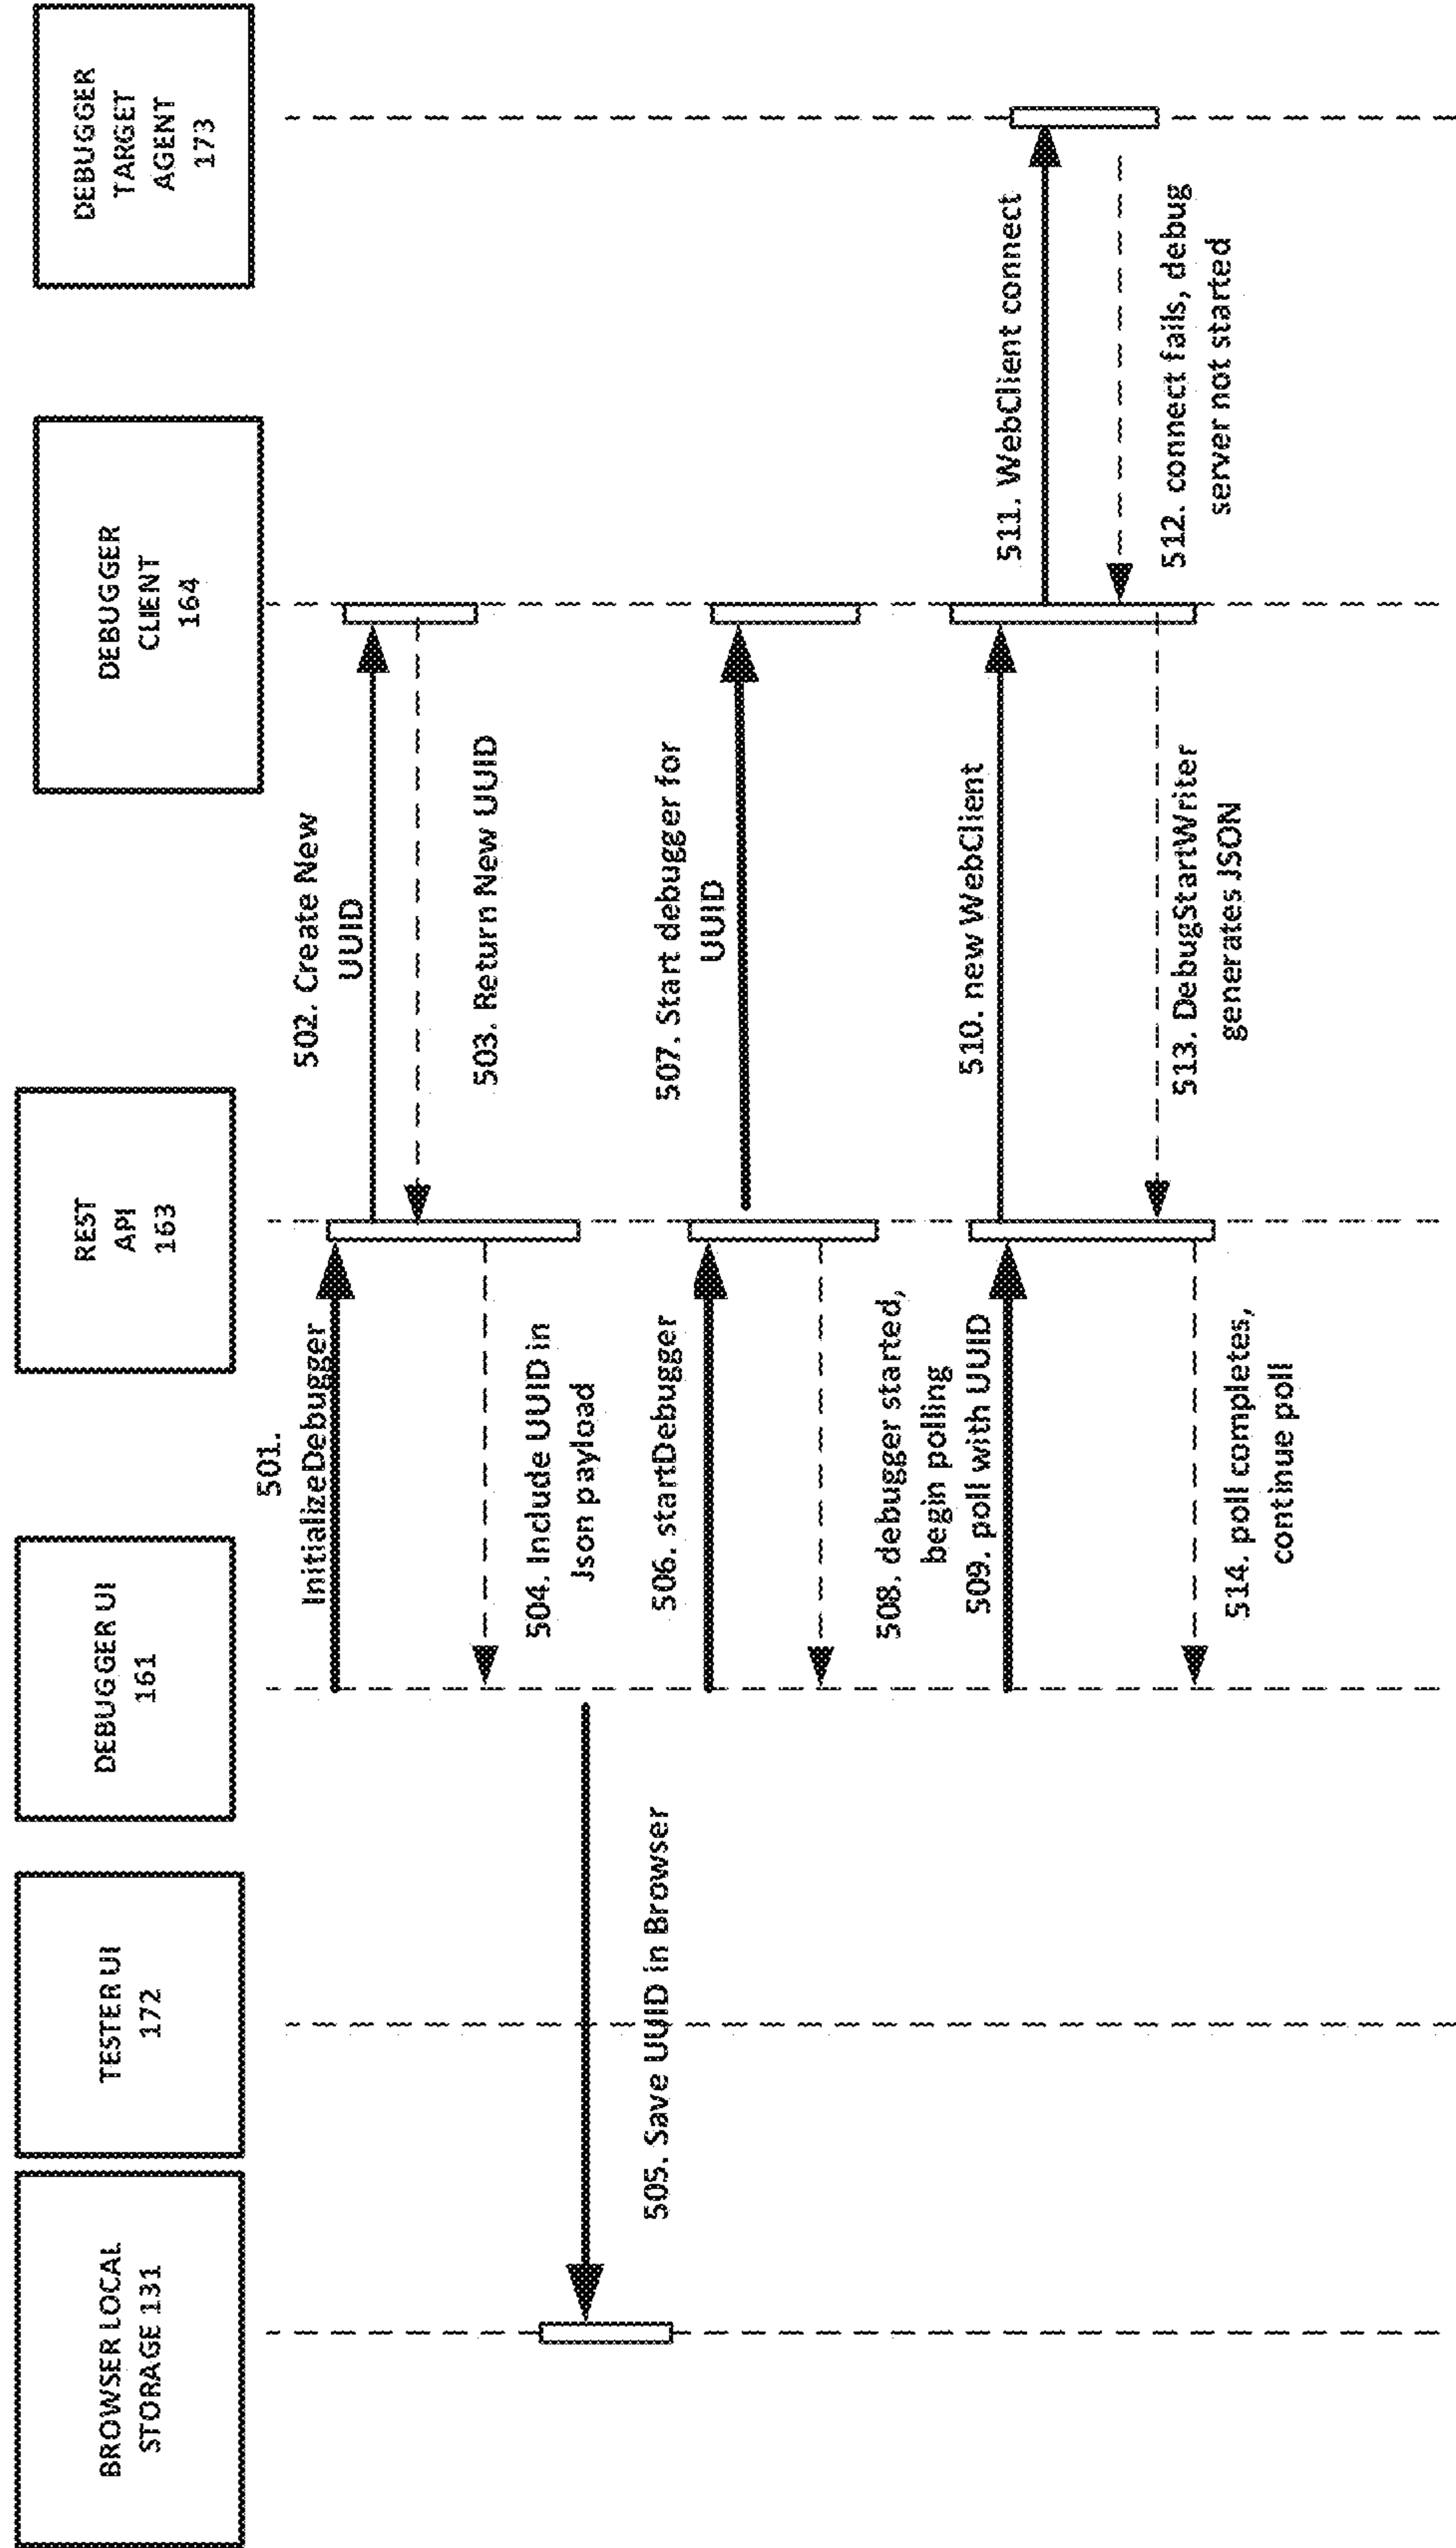 BROWSER LOCAL
STORAGE 131
TESTER UI
172
DEBUGGER UI
161
REST
API
163
DEBUGGER
CLIENT
164
DEBUGGER
TARGET
AGENT
173
501.
InitializeDebugger
502. Create New
UUID
503. Return New UUID
504. Include UUID in
Json payload
505. Save UUID in Browser
506. startDebugger
507. Start debugger for
UUID
508. debugger started,
begin polling
509. poll with UUID
510. new WebClient
511. WebClient connect
512. connect fails, debug
server not started
513. DebugStartWriter
generates JSON
514. poll completes,
continue poll